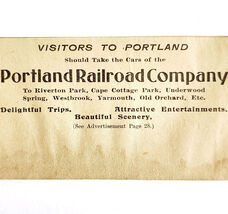 VISITORS TO PORTLAND
Should Take the Cars of the
Portland Railroad Company
To Riverton Park, Cape Cottage Park, Underwood
Spring, Westbrook, Yarmouth, Old Orchard, Etc.
Delightful Trips. Attractive Entertainments.
Beautiful Scenery.
(See Advertisement Page 28.)